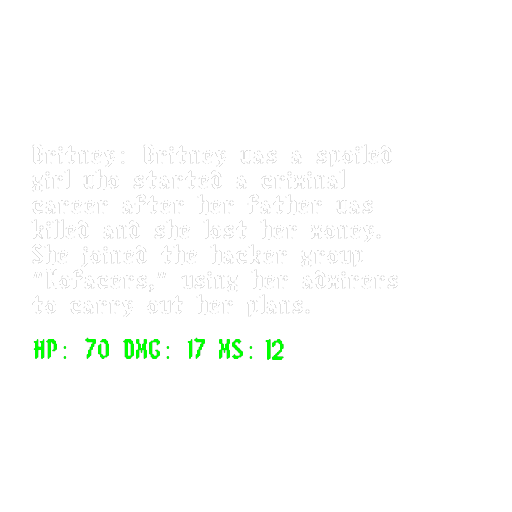 Britney: Britney was a spoiled
girl who started a criminal
career after her father was
killed and she lost her money.
She joined the hacker group
"Nofacers," using her admirers
to carry out her plans.
HP: 70 DMG: 17 MS: 12